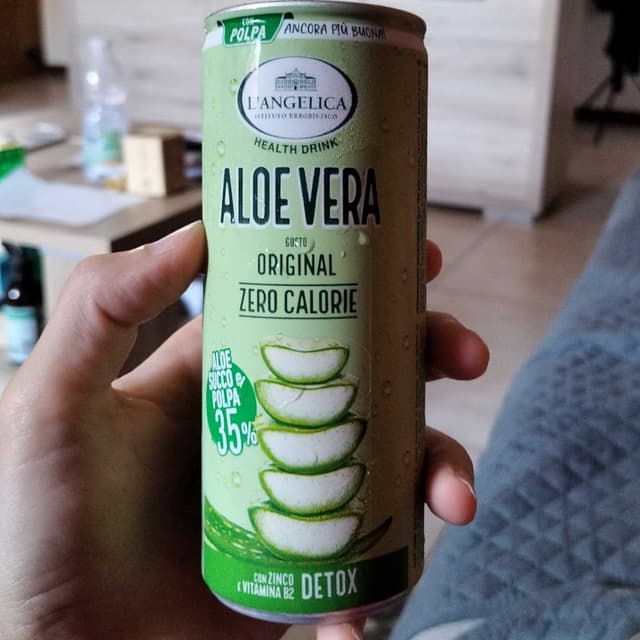 CON
POLPA
ANCORA PIÙ BUONA!
L'ANGELICA
ISTITUTO ERBORISTICO
HEALTH DRINK
ALOE VERA
GUSTO
ORIGINAL
ZERO CALORIE
ALOE
SUCCO e
POLPA
35%
CON ZINCO
E VITAMINA B2
DETOX